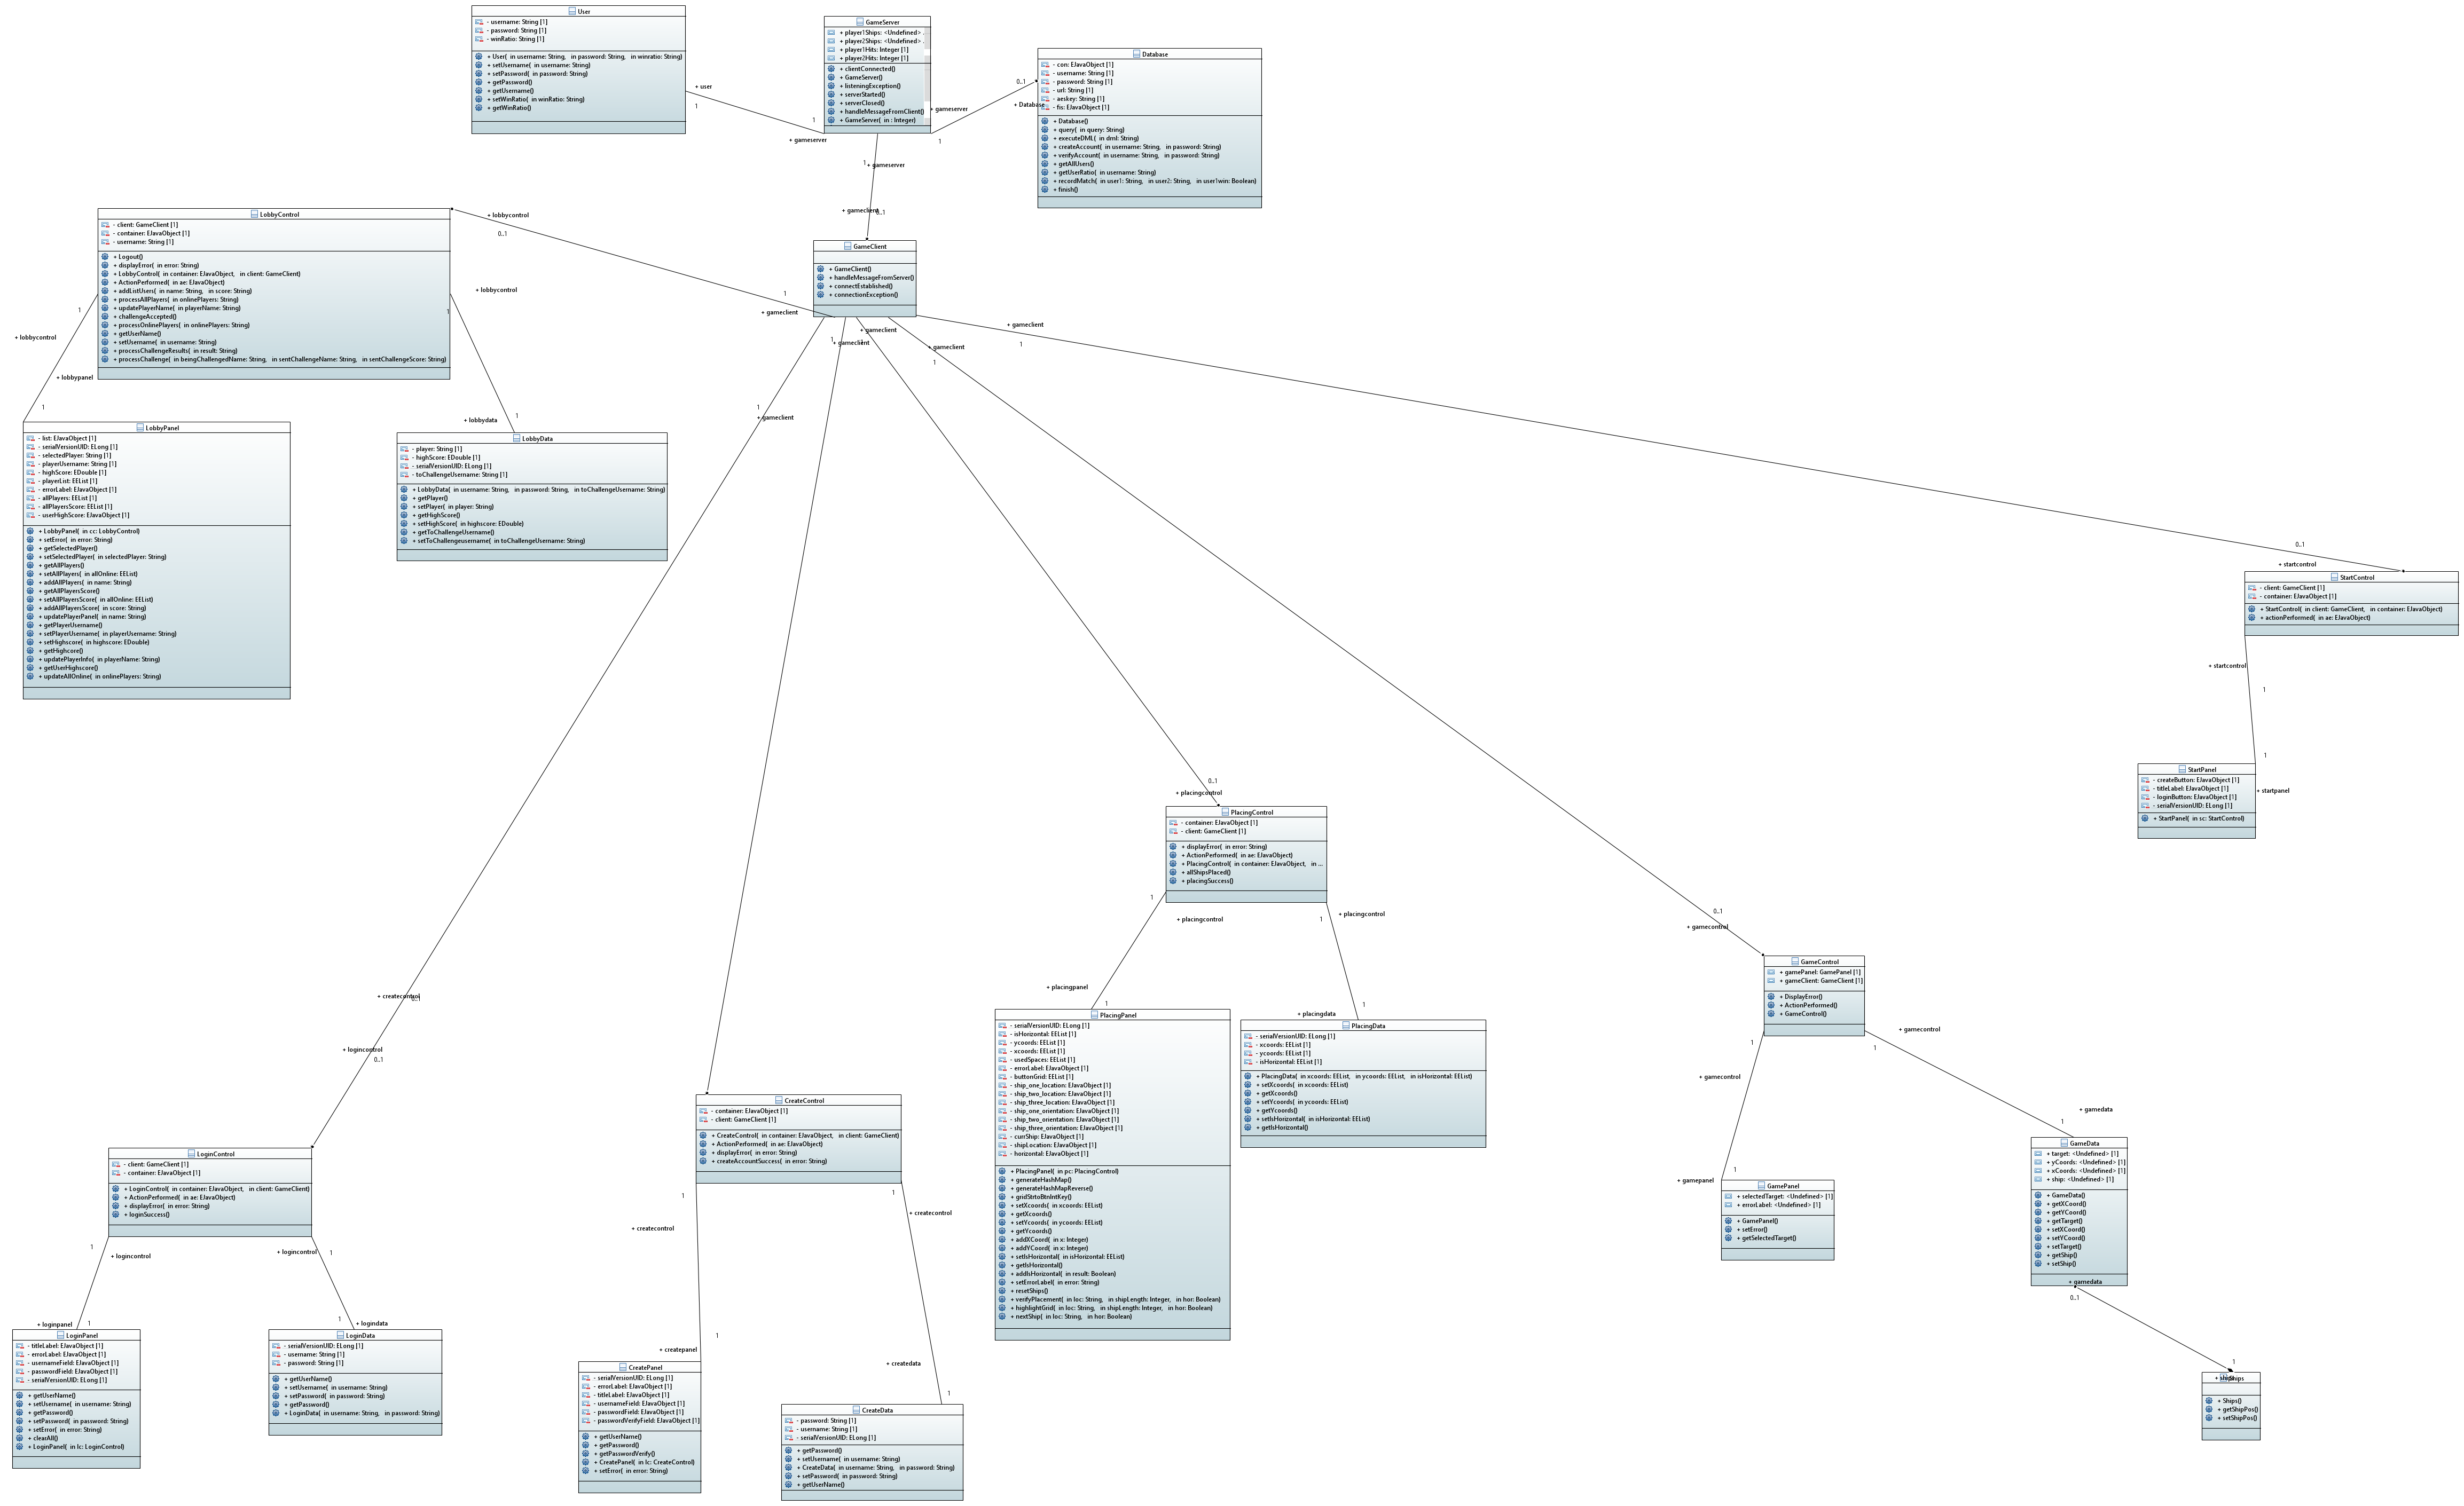 User
- username: String [1]
- password: String [1]
- winRatio: String [1]
+ User( in username: String, in password: String, in winratio: String)
+ setUsername( in username: String)
+ setPassword( in password: String)
+ getPassword()
+ getUsername()
+ setWinRatio( in winRatio: String)
+ getWinRatio()
+ user
1
1
+ gameserver
GameServer
+ player1Ships: <Undefined> .
+ player2Ships: <Undefined> .
+ player1Hits: Integer [1]
+ player2Hits: Integer [1]
+ clientConnected()
+ GameServer()
+ listeningException()
+ serverStarted()
+ serverClosed()
+ handleMessageFromClient()
+ GameServer( in : Integer)
+ gameserver
1
0..1
+ Database
Database
- con: EJavaObject [1]
- username: String [1]
- password: String [1]
- url: String [1]
- aeskey: String [1]
- fis: EJavaObject [1]
+ Database()
+ query( in query: String)
+ executeDML( in dml: String)
+ createAccount( in username: String, in password: String)
+ verifyAccount( in username: String, in password: String)
+ getAllUsers()
+ getUserRatio( in username: String)
+ recordMatch( in user1: String, in user2: String, in user1win: Boolean)
+ finish()
1
+ gameserver
+ gameclient
0..1
GameClient
+ GameClient()
+ handleMessageFromServer()
+ connectEstablished()
+ connectionException()
+ lobbycontrol
0..1
1
+ gameclient
LobbyControl
- client: GameClient [1]
- container: EJavaObject [1]
- username: String [1]
+ Logout()
+ displayError( in error: String)
+ LobbyControl( in container: EJavaObject, in client: GameClient)
+ ActionPerformed( in ae: EJavaObject)
+ addListUsers( in name: String, in score: String)
+ processAllPlayers( in onlinePlayers: String)
+ updatePlayerName( in playerName: String)
+ challengeAccepted()
+ processOnlinePlayers( in onlinePlayers: String)
+ getUserName()
+ setUsername( in username: String)
+ processChallengeResults( in result: String)
+ processChallenge( in beingChallengedName: String, in sentChallengeName: String, in sentChallengeScore: String)
1
+ lobbycontrol
+ lobbypanel
1
+ lobbycontrol
1
+ lobbydata
1
LobbyPanel
- list: EJavaObject [1]
- serialVersionUID: ELong [1]
- selectedPlayer: String [1]
- playerUsername: String [1]
- highScore: EDouble [1]
- playerList: EEList [1]
- errorLabel: EJavaObject [1]
- allPlayers: EEList [1]
- allPlayersScore: EEList [1]
- userHighScore: EJavaObject [1]
+ LobbyPanel( in cc: LobbyControl)
+ setError( in error: String)
+ getSelectedPlayer()
+ setSelectedPlayer( in selectedPlayer: String)
+ getAllPlayers()
+ setAllPlayers( in allOnline: EEList)
+ addAllPlayers( in name: String)
+ getAllPlayersScore()
+ setAllPlayersScore( in allOnline: EEList)
+ addAllPlayersScore( in score: String)
+ updatePlayerPanel( in name: String)
+ getPlayerUsername()
+ setPlayerUsername( in playerUsername: String)
+ setHighscore( in highscore: EDouble)
+ getHighcore()
+ updatePlayerInfo( in playerName: String)
+ getUserHighscore()
+ updateAllOnline( in onlinePlayers: String)
LobbyData
- player: String [1]
- highScore: EDouble [1]
- serialVersionUID: ELong [1]
- toChallengeUsername: String [1]
+ LobbyData( in username: String, in password: String, in toChallengeUsername: String)
+ getPlayer()
+ setPlayer( in player: String)
+ getHighScore()
+ setHighScore( in highscore: EDouble)
+ getToChallengeUsername()
+ setToChallengeusername( in toChallengeUsername: String)
+ gameclient
1
+ gameclient
1
+ gameclient
1
+ gameclient
1
1
+ gameclient
0..1
+ startcontrol
StartControl
- client: GameClient [1]
- container: EJavaObject [1]
+ StartControl( in client: GameClient, in container: EJavaObject)
+ actionPerformed( in ae: EJavaObject)
+ startcontrol
1
1
+ startpanel
StartPanel
- createButton: EJavaObject [1]
- titleLabel: EJavaObject [1]
- loginButton: EJavaObject [1]
- serialVersionUID: ELong [1]
+ StartPanel( in sc: StartControl)
0..1
+ placingcontrol
PlacingControl
- container: EJavaObject [1]
- client: GameClient [1]
+ displayError( in error: String)
+ ActionPerformed( in ae: EJavaObject)
+ PlacingControl( in container: EJavaObject, in ...
+ allShipsPlaced()
+ placingSuccess()
1
+ placingcontrol
1
+ placingcontrol
+ placingpanel
1
1
+ placingdata
PlacingPanel
- serialVersionUID: ELong [1]
- isHorizontal: EEList [1]
- ycoords: EEList [1]
- xcoords: EEList [1]
- usedSpaces: EEList [1]
- errorLabel: EJavaObject [1]
- buttonGrid: EEList [1]
- ship_one_location: EJavaObject [1]
- ship_two_location: EJavaObject [1]
- ship_three_location: EJavaObject [1]
- ship_one_orientation: EJavaObject [1]
- ship_two_orientation: EJavaObject [1]
- ship_three_orientation: EJavaObject [1]
- currShip: EJavaObject [1]
- shipLocation: EJavaObject [1]
- horizontal: EJavaObject [1]
+ PlacingPanel( in pc: PlacingControl)
+ generateHashMap()
+ generateHashMapReverse()
+ gridStrtoBtnIntKey()
+ setXcoords( in xcoords: EEList)
+ getXcoords()
+ setYcoords( in ycoords: EEList)
+ getYcoords()
+ addXCoord( in x: Integer)
+ addYCoord( in x: Integer)
+ setIsHorizontal( in isHorizontal: EEList)
+ getIsHorizontal()
+ addIsHorizontal( in result: Boolean)
+ setErrorLabel( in error: String)
+ resetShips()
+ verifyPlacement( in loc: String, in shipLength: Integer, in hor: Boolean)
+ highlightGrid( in loc: String, in shipLength: Integer, in hor: Boolean)
+ nextShip( in loc: String, in hor: Boolean)
PlacingData
- serialVersionUID: ELong [1]
- xcoords: EEList [1]
- ycoords: EEList [1]
- isHorizontal: EEList [1]
+ PlacingData( in xcoords: EEList, in ycoords: EEList, in isHorizontal: EEList)
+ setXcoords( in xcoords: EEList)
+ getXcoords()
+ setYcoords( in ycoords: EEList)
+ getYcoords()
+ setIsHorizontal( in isHorizontal: EEList)
+ getIsHorizontal()
0..1
+ gamecontrol
GameControl
+ gamePanel: GamePanel [1]
+ gameClient: GameClient [1]
+ DisplayError()
+ ActionPerformed()
+ GameControl()
1
+ gamecontrol
+ gamecontrol
1
1
+ gamepanel
+ gamedata
1
GamePanel
+ selectedTarget: <Undefined> [1]
+ errorLabel: <Undefined> [1]
+ GamePanel()
+ setError()
+ getSelectedTarget()
GameData
+ target: <Undefined> [1]
+ yCoords: <Undefined> [1]
+ xCoords: <Undefined> [1]
+ ship: <Undefined> [1]
+ GameData()
+ getXCoord()
+ getYCoord()
+ getTarget()
+ setXCoord()
+ setYCoord()
+ setTarget()
+ getShip()
+ setShip()
+ gamedata
0..1
1
+ ships
Ships
+ Ships()
+ getShipPos()
+ setShipPos()
+ createcontrol
0..1
+ logincontrol
0..1
LoginControl
- client: GameClient [1]
- container: EJavaObject [1]
+ LoginControl( in container: EJavaObject, in client: GameClient)
+ ActionPerformed( in ae: EJavaObject)
+ displayError( in error: String)
+ loginSuccess()
1
+ logincontrol
+ logincontrol
1
+ loginpanel
1
1
+ logindata
LoginPanel
- titleLabel: EJavaObject [1]
- errorLabel: EJavaObject [1]
- usernameField: EJavaObject [1]
- passwordField: EJavaObject [1]
- serialVersionUID: ELong [1]
+ getUserName()
+ setUsername( in username: String)
+ getPassword()
+ setPassword( in password: String)
+ setError( in error: String)
+ clearAll()
+ LoginPanel( in lc: LoginControl)
LoginData
- serialVersionUID: ELong [1]
- username: String [1]
- password: String [1]
+ getUserName()
+ setUsername( in username: String)
+ setPassword( in password: String)
+ getPassword()
+ LoginData( in username: String, in password: String)
CreateControl
- container: EJavaObject [1]
- client: GameClient [1]
+ CreateControl( in container: EJavaObject, in client: GameClient)
+ ActionPerformed( in ae: EJavaObject)
+ displayError( in error: String)
+ createAccountSuccess( in error: String)
1
+ createcontrol
1
+ createcontrol
1
+ createpanel
+ createdata
1
CreatePanel
- serialVersionUID: ELong [1]
- errorLabel: EJavaObject [1]
- titleLabel: EJavaObject [1]
- usernameField: EJavaObject [1]
- passwordField: EJavaObject [1]
- passwordVerifyField: EJavaObject [1]
+ getUserName()
+ getPassword()
+ getPasswordVerify()
+ CreatePanel( in lc: CreateControl)
+ setError( in error: String)
CreateData
- password: String [1]
- username: String [1]
- serialVersionUID: ELong [1]
+ getPassword()
+ setUsername( in username: String)
+ CreateData( in username: String, in password: String)
+ setPassword( in password: String)
+ getUserName()